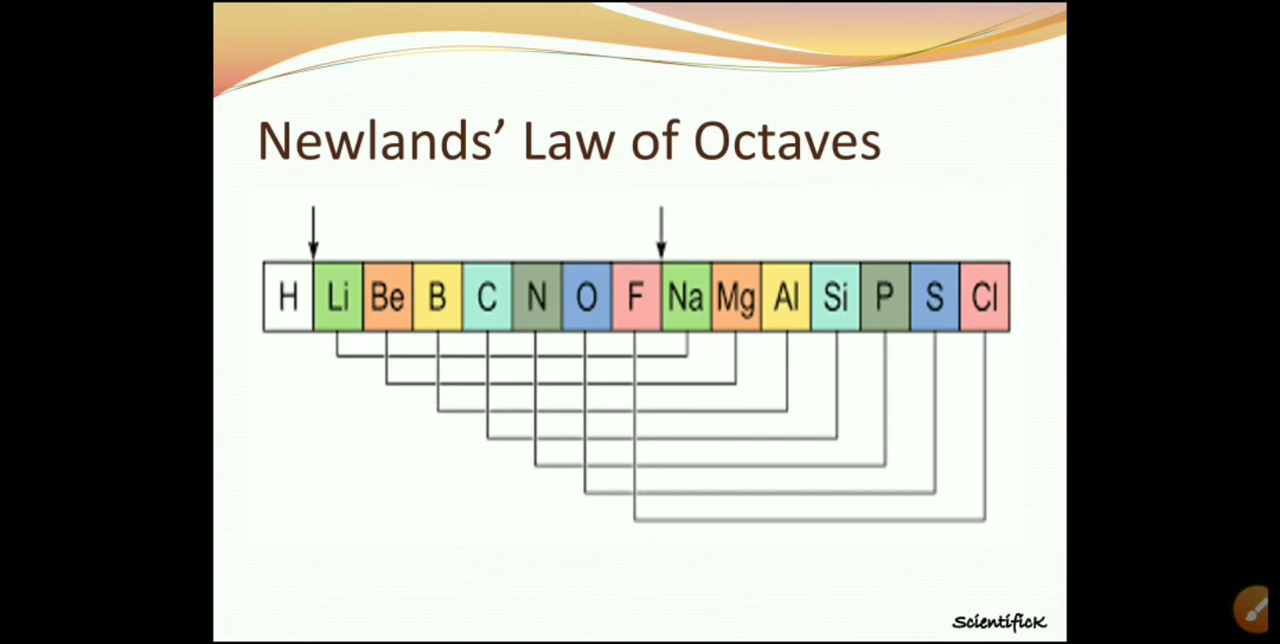 Newlands’ Law of Octaves
H Li Be B C N O F Na Mg Al Si P S Cl
ScientificK